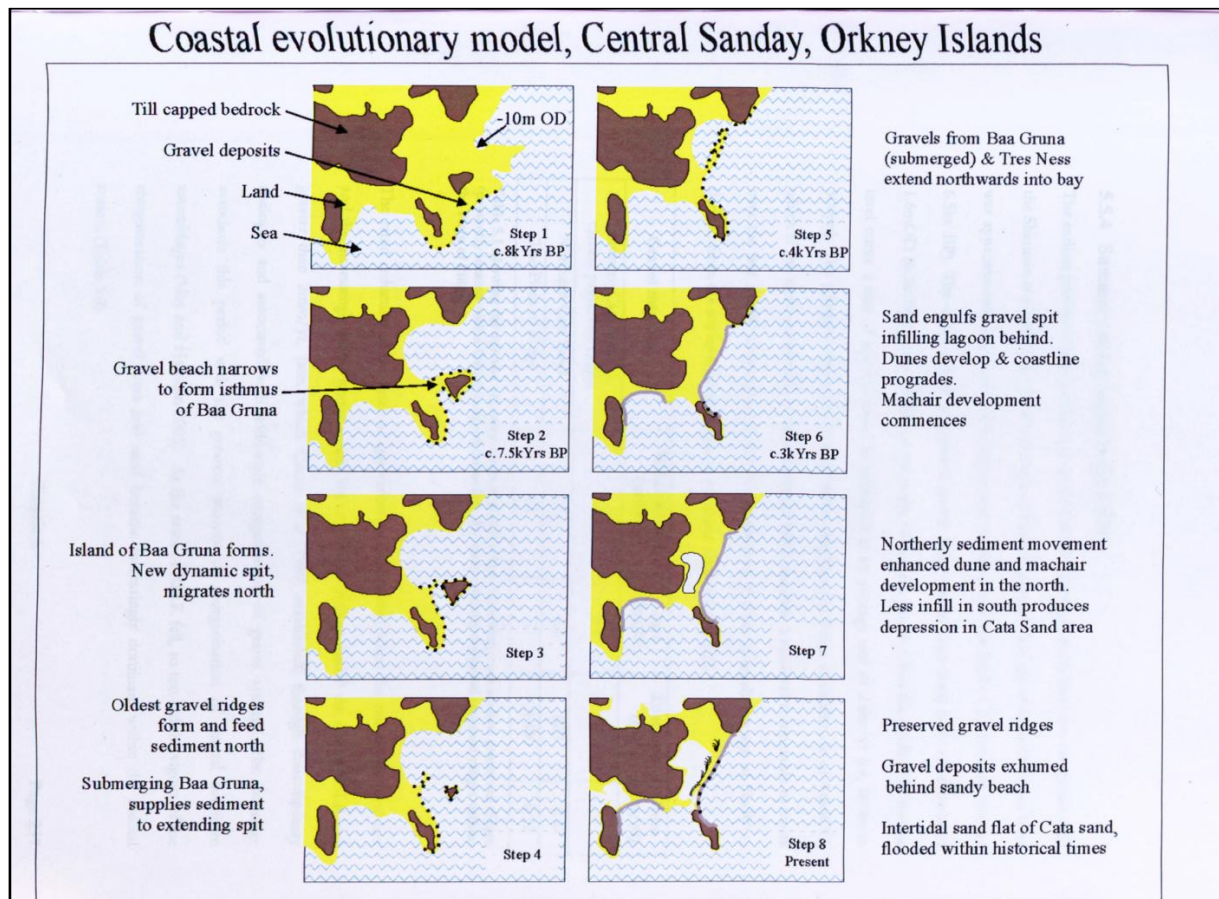 Coastal evolutionary model, Central Sanday, Orkney Islands
Till capped bedrock
Gravel deposits
Land
Sea
-10m OD
Step 1
c.8kYrs BP
Gravel beach narrows
to form isthmus
of Baa Gruna
Step 2
c.7.5kYrs BP
Island of Baa Gruna forms.
New dynamic spit,
migrates north
Step 3
Oldest gravel ridges
form and feed
sediment north
Submerging Baa Gruna,
supplies sediment
to extending spit
Step 4
Step 5
c.4kYrs BP
Gravels from Baa Gruna
(submerged) & Tres Ness
extend northwards into bay
Step 6
c.3kYrs BP
Sand engulfs gravel spit
infilling lagoon behind.
Dunes develop & coastline
progrades.
Machair development
commences
Step 7
Northerly sediment movement
enhanced dune and machair
development in the north.
Less infill in south produces
depression in Cata Sand area
Step 8
Present
Preserved gravel ridges
Gravel deposits exhumed
behind sandy beach
Intertidal sand flat of Cata sand,
flooded within historical times